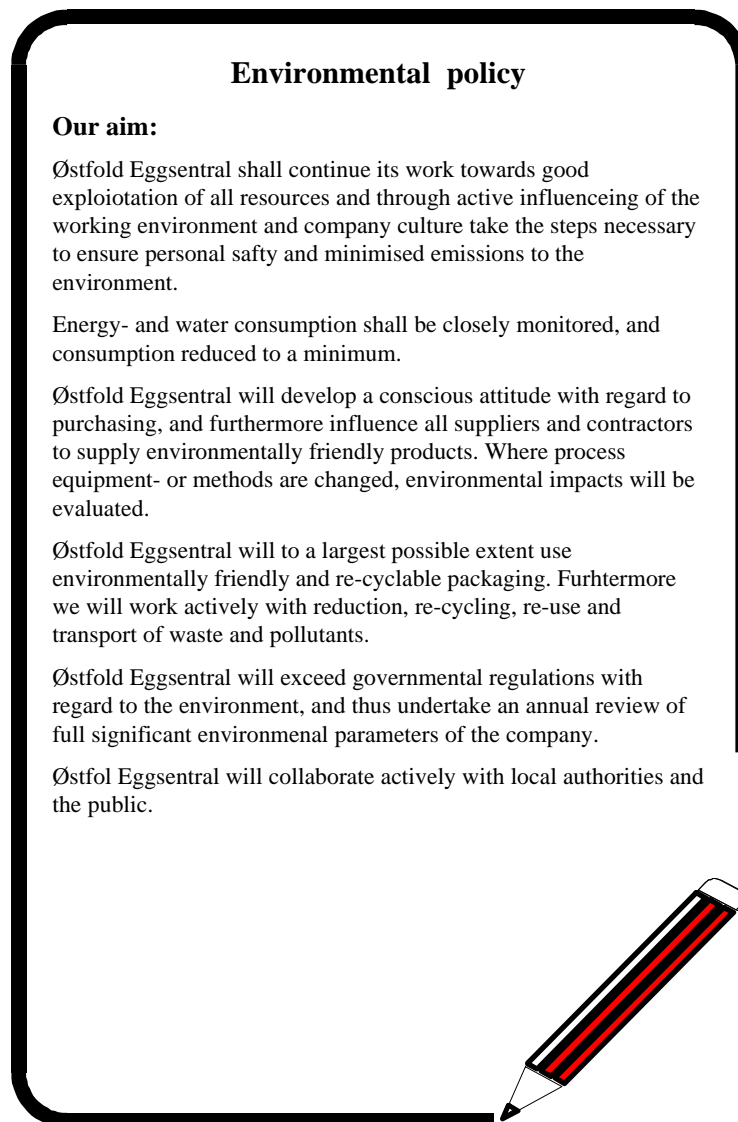 Environmental policy
Our aim:
Østfold Eggsentral shall continue its work towards good
exploiotation of all resources and through active influenceing of the
working environment and company culture take the steps necessary
to ensure personal safty and minimised emissions to the
environment.
Energy- and water consumption shall be closely monitored, and
consumption reduced to a minimum.
Østfold Eggsentral will develop a conscious attitude with regard to
purchasing, and furthermore influence all suppliers and contractors
to supply environmentally friendly products. Where process
equipment- or methods are changed, environmental impacts will be
evaluated.
Østfold Eggsentral will to a largest possible extent use
environmentally friendly and re-cyclable packaging. Furhtermore
we will work actively with reduction, re-cycling, re-use and
transport of waste and pollutants.
Østfold Eggsentral will exceed governmental regulations with
regard to the environment, and thus undertake an annual review of
full significant environmenal parameters of the company.
Østfol Eggsentral will collaborate actively with local authorities and
the public.